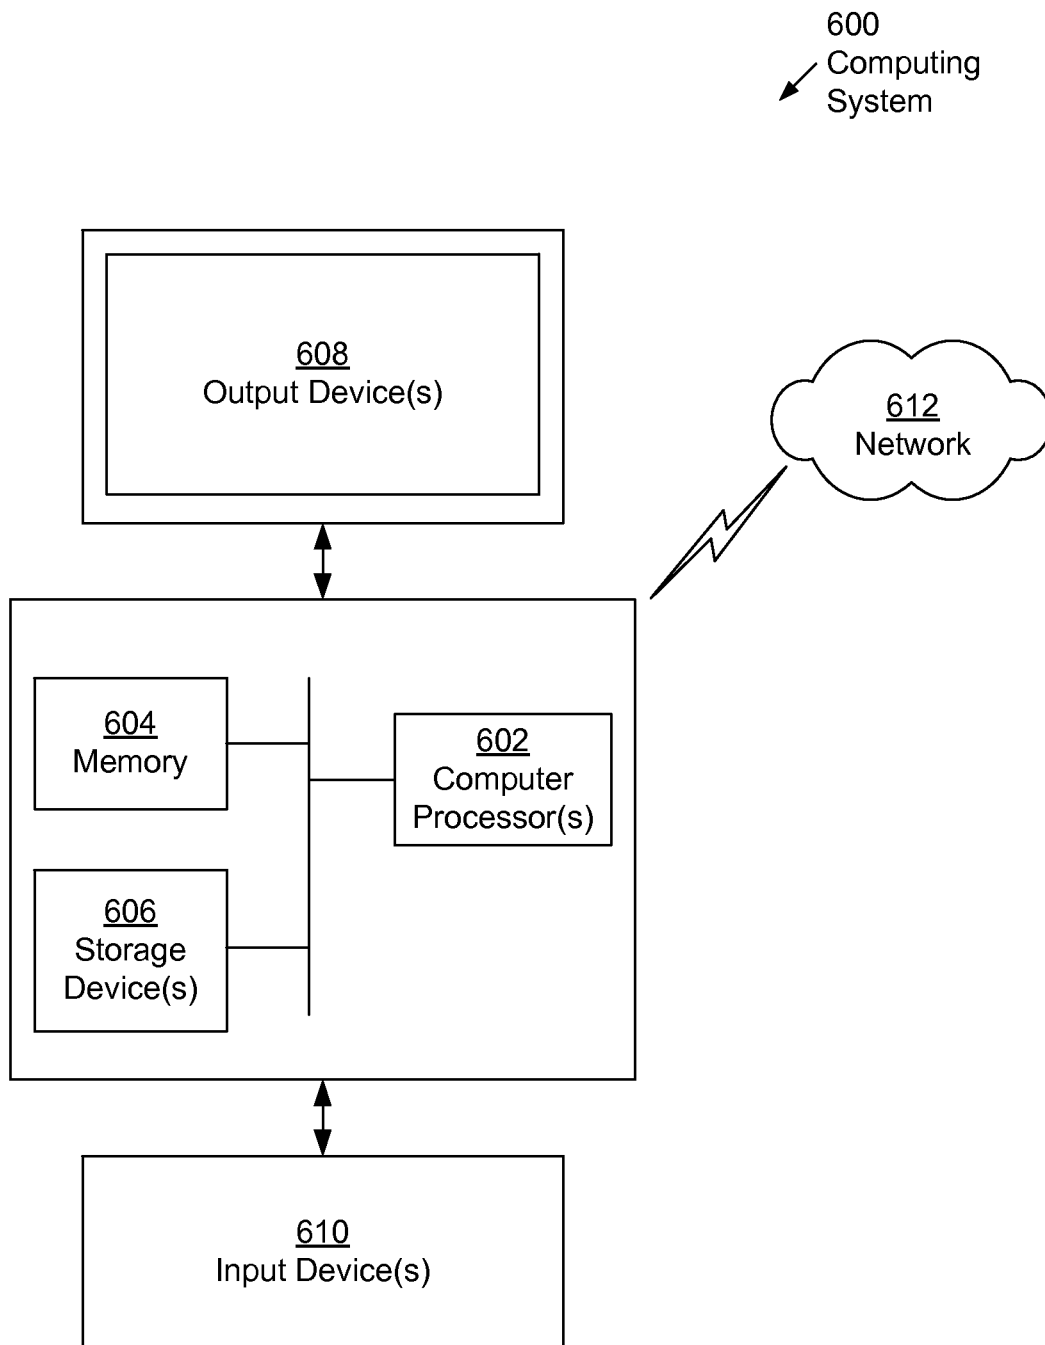 600
Computing
System
608
Output Device(s)
612
Network
604
Memory
602
Computer
Processor(s)
606
Storage
Device(s)
610
Input Device(s)